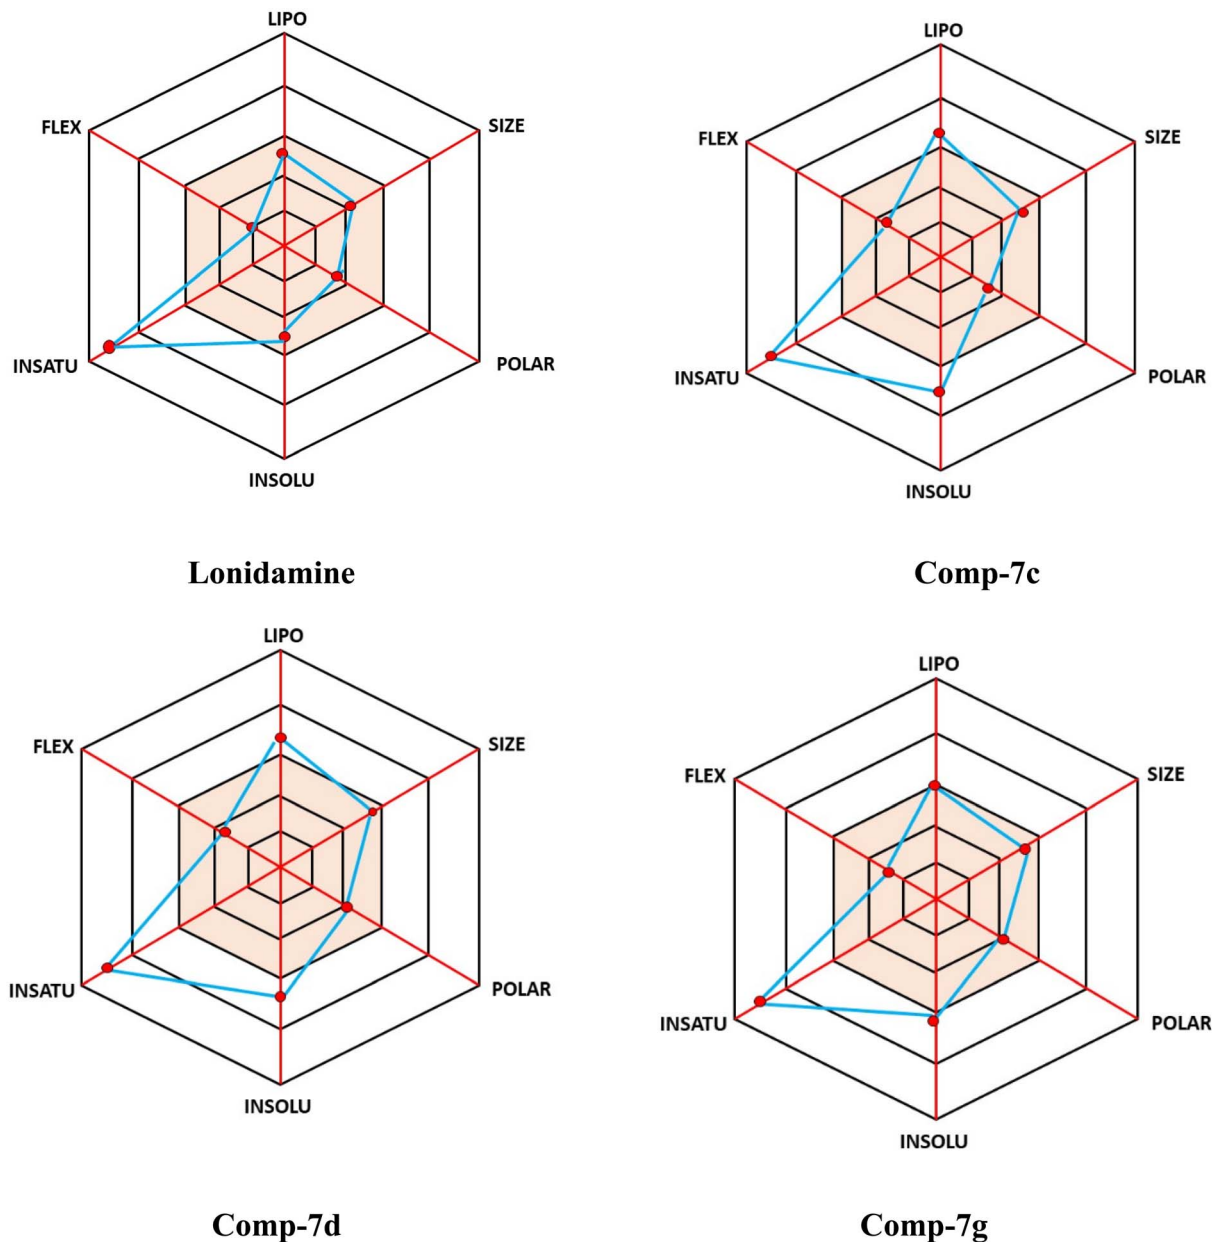 LIPO
FLEX
SIZE
INSATU
POLAR
INSOLU
Lonidamine
LIPO
FLEX
SIZE
INSATU
POLAR
INSOLU
Comp-7c
LIPO
FLEX
SIZE
INSATU
POLAR
INSOLU
Comp-7d
LIPO
FLEX
SIZE
INSATU
POLAR
INSOLU
Comp-7g